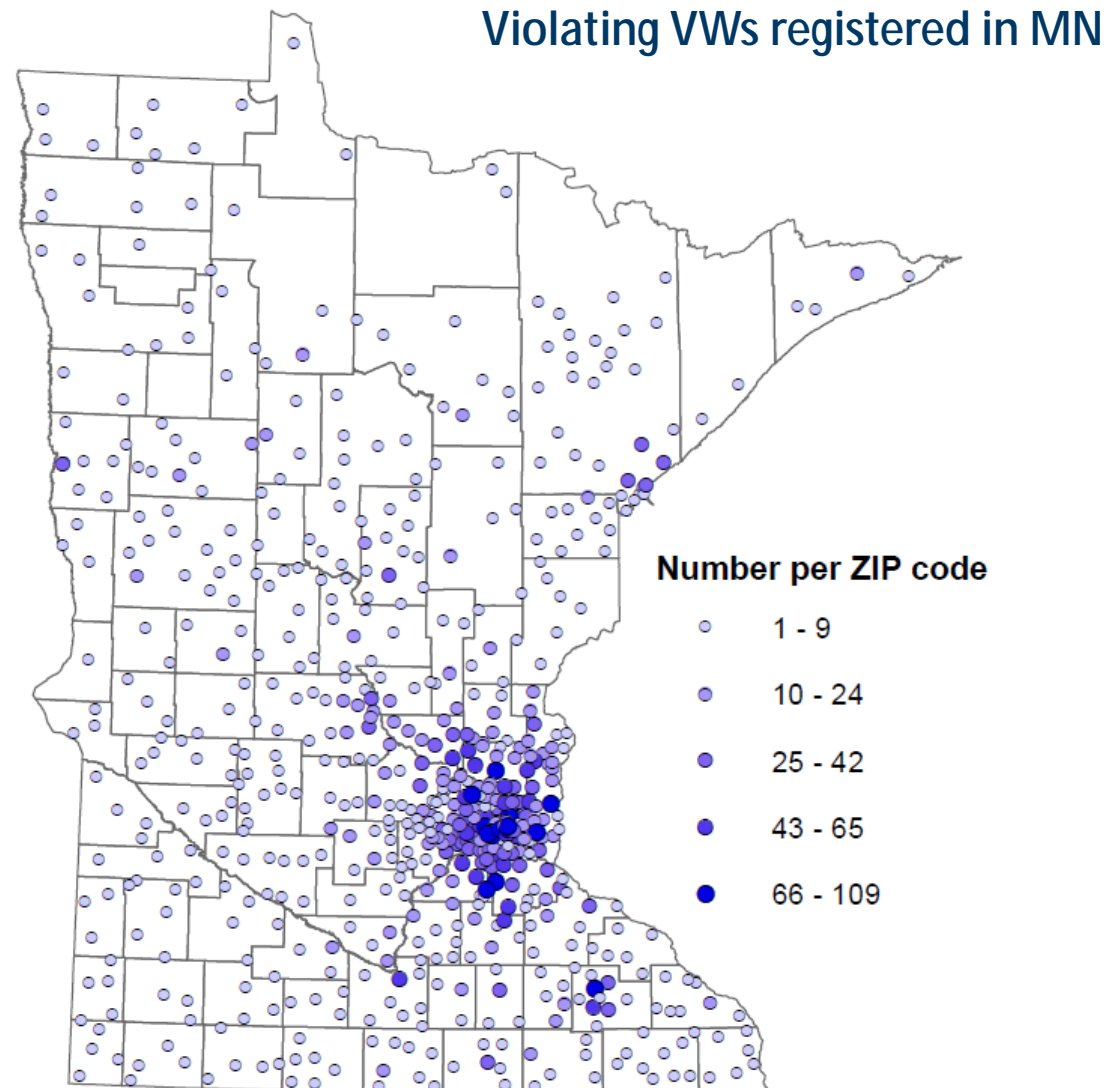 Violating VWs registered in MN
Number per ZIP code
1 - 9
10 - 24
25 - 42
43 - 65
66 - 109